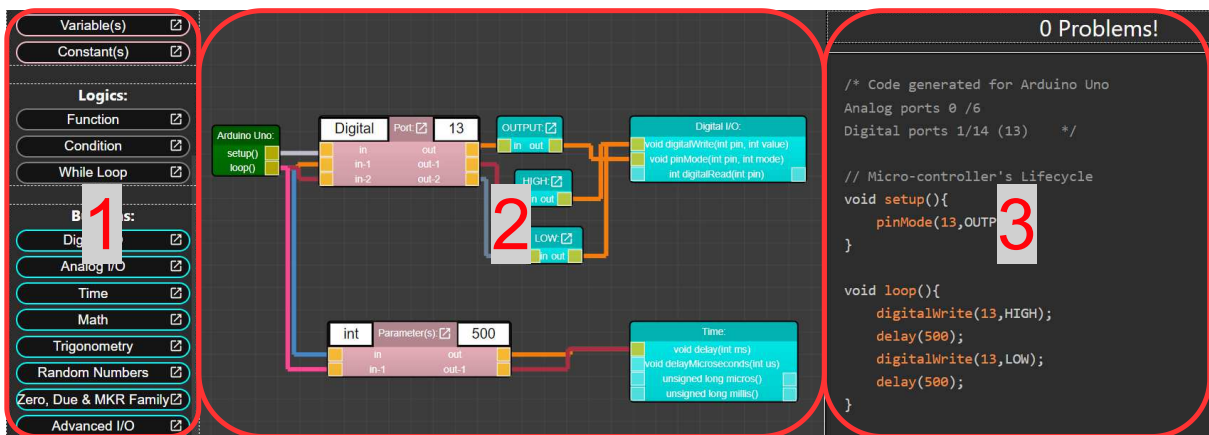 Variable(s)
Constant(s)
Logics:
Function
Condition
While Loop
1
Analog I/O
Time
Math
Trigonometry
Random Numbers
Zero, Due & MKR Family
Advanced I/O
Arduino Uno:
setup()
loop()
Digital Port: 13
in out
in-1 out-1
in-2 out-2
OUTPUT:
in out
HIGH:
in out
2
LOW:
in out
Digital I/O:
void digitalWrite(int pin, int value)
void pinMode(int pin, int mode)
int digitalRead(int pin)
int Parameter(s): 500
in out
in-1 out-1
Time:
void delay(int ms)
void delayMicroseconds(int us)
unsigned long micros()
unsigned long millis()
0 Problems!
/* Code generated for Arduino Uno
Analog ports 0 /6
Digital ports 1/14 (13) */
// Micro-controller's Lifecycle
void setup(){
pinMode(13,OUTP
3
}
void loop(){
digitalWrite(13,HIGH);
delay(500);
digitalWrite(13,LOW);
delay(500);
}